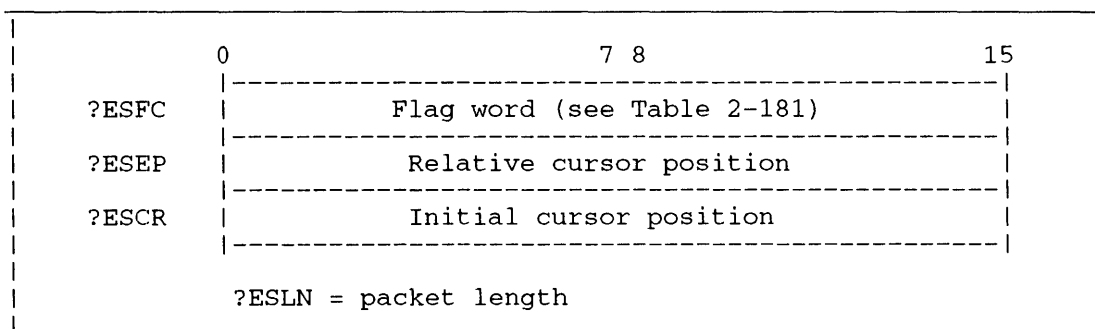 0 7 8 15
?ESFC Flag word (see Table 2-181)
?ESEP Relative cursor position
?ESCR Initial cursor position
?ESLN = packet length